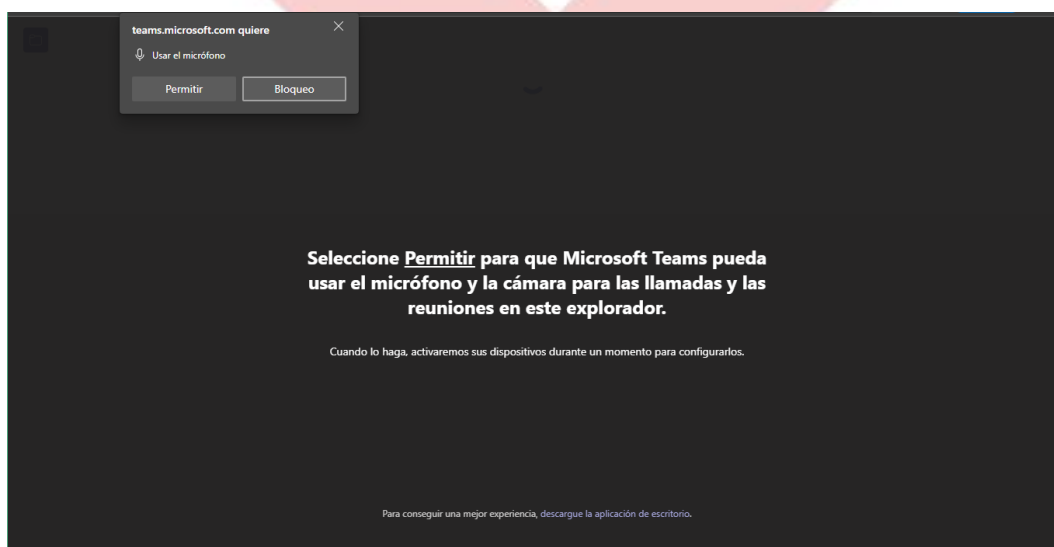 teams.microsoft.com quiere
Usar el micrófono
Permitir
Bloqueo
Seleccione Permitir para que Microsoft Teams pueda
usar el micrófono y la cámara para las llamadas y las
reuniones en este explorador.
Cuando lo haga, activaremos sus dispositivos durante un momento para configurarlos.
Para conseguir una mejor experiencia, descargue la aplicación de escritorio.